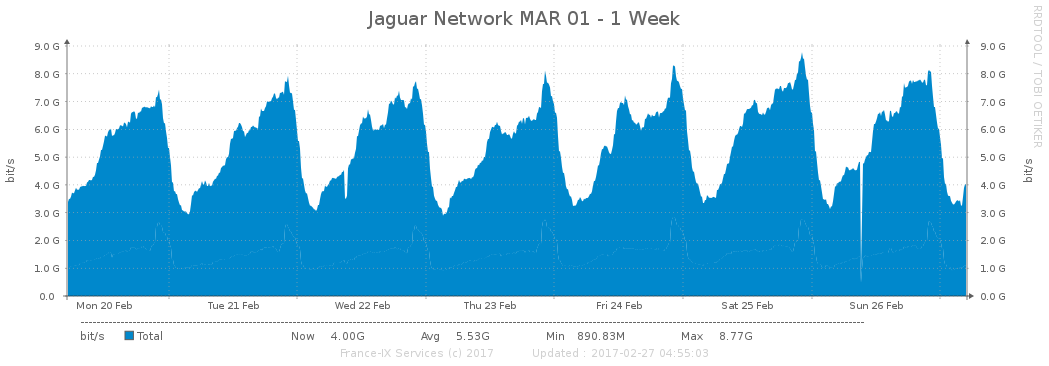 Jaguar Network MAR 01 - 1 Week
RRDTOOL / TOBI OETIKER
bit/s
9.0 G 9.0 G
8.0 G 8.0 G
7.0 G 7.0 G
6.0 G 6.0 G
5.0 G 5.0 G
4.0 G 4.0 G
3.0 G 3.0 G
2.0 G 2.0 G
1.0 G 1.0 G
0.0 0.0 G
bit/s
Mon 20 Feb Tue 21 Feb Wed 22 Feb Thu 23 Feb Fri 24 Feb Sat 25 Feb Sun 26 Feb
bit/s Total Now 4.00G Avg 5.53G Min 890.83M Max 8.77G
France-IX Services (c) 2017 Updated : 2017-02-27 04:55:03